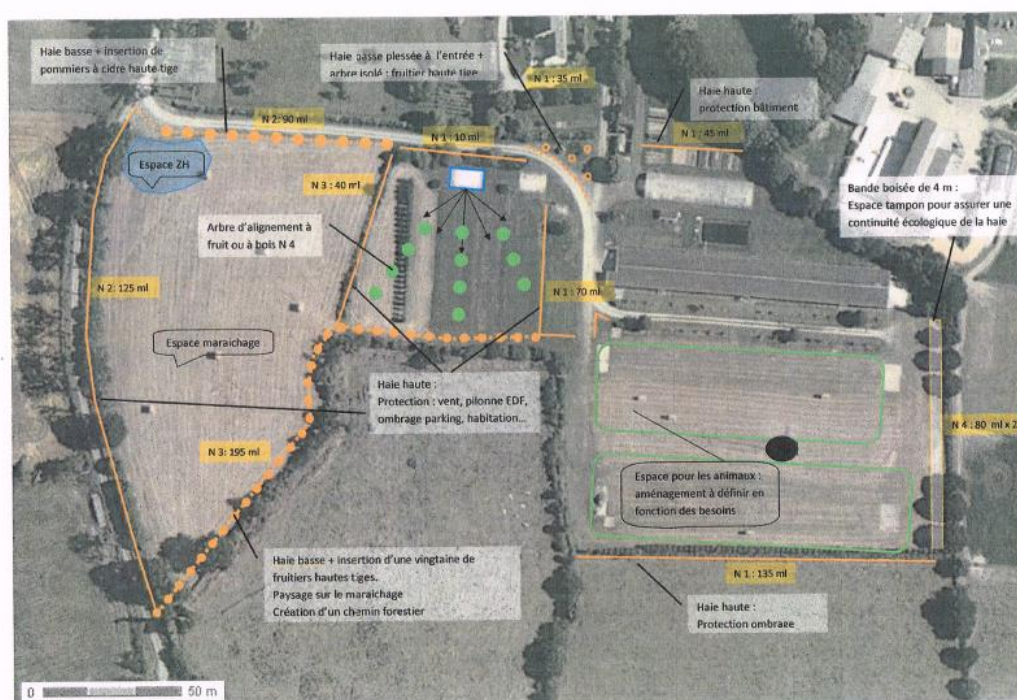 Haie basse + insertion de
pommiers à cidre haute-tige
Haie basse plessée à l'entrée +
arbre isolé : fruitier haute tige
N 1 : 35 ml
Haie haute :
protection bâtiment
N 1 : 45 ml
N 2: 90 ml
N 1 : 10 ml
Espace ZH
N 3 : 40 ml
Bande boisée de 4 m :
Espace tampon pour assurer une
continuité écologique de la haie
Arbre d'alignement à
fruit ou à bois N 4
N 2: 125 ml
N 1 : 70 ml
Espace maraichage
Haie haute :
Protection : vent, pilonne EDF,
ombrage parking, habitation...
N 4 : 80 ml x 2
N 3: 195 ml
Espace pour les animaux :
aménagement à définir en
fonction des besoins
Haie basse + insertion d'une vingtaine de
fruitiers hautes tiges.
Paysage sur le maraichage
Création d'un chemin forestier
N 1 : 135 ml
Haie haute :
Protection ombrage
0 50 m